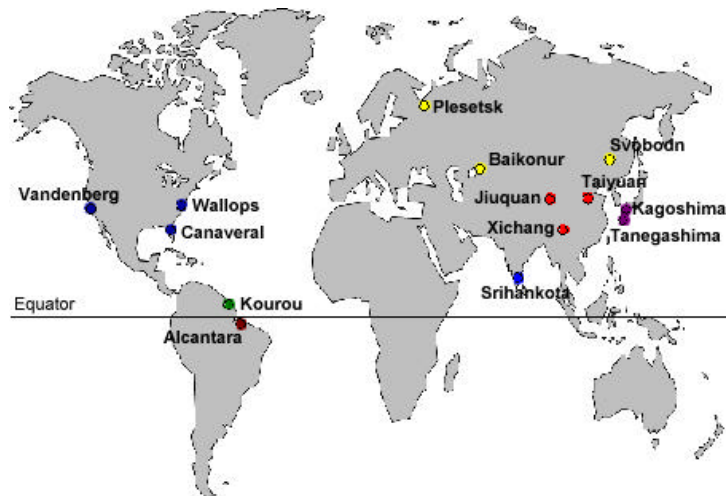 Plesetsk
Svobodn
Baikonur
Taiyuan
Vandenberg
Wallops
Jiuquan
Kagoshima
Canaveral
Xichang
Tanegashima
Srihankota
Equator
Kourou
Alcantara